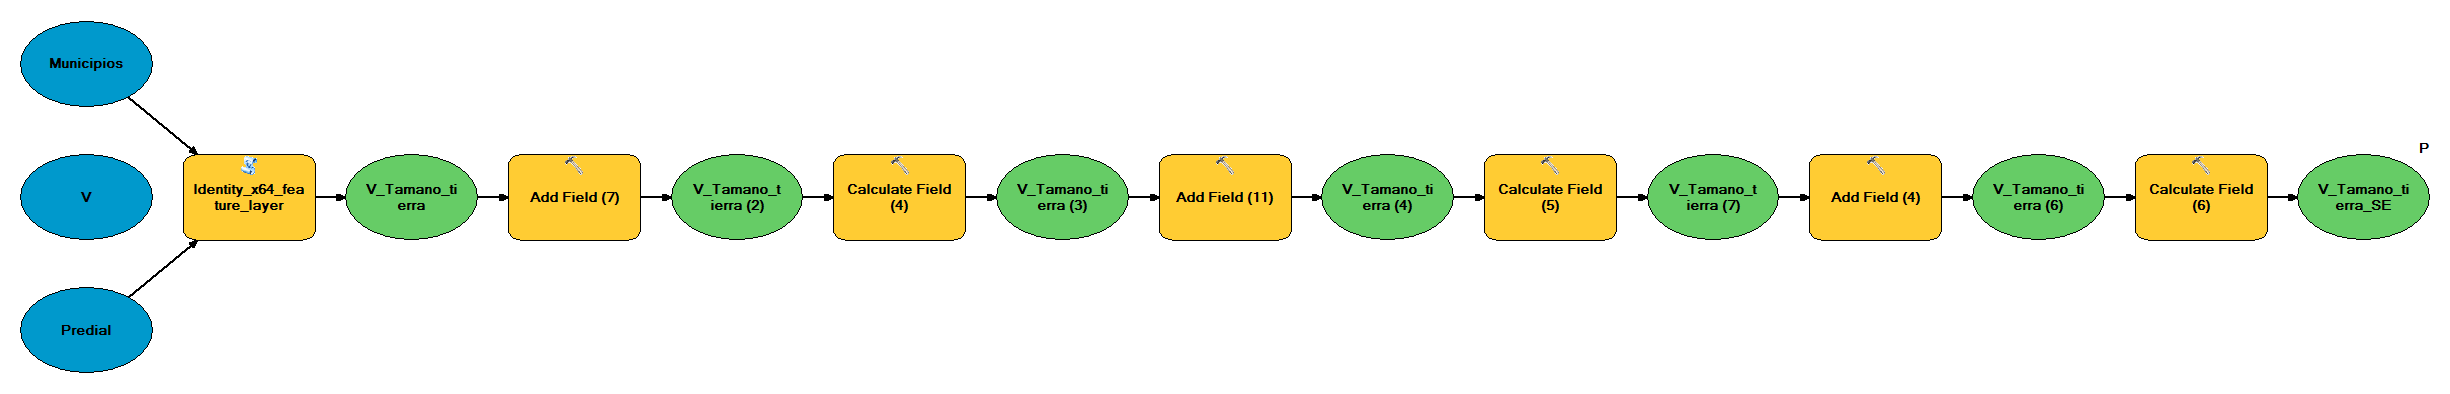 Municipios
V
Predial
Identity_x64_fea
ture_layer
V_Tamano_ti
erra
Add Field (7)
V_Tamano_t
ierra (2)
Calculate Field
(4)
V_Tamano_ti
erra (3)
Add Field (11)
V_Tamano_ti
erra (4)
Calculate Field
(5)
V_Tamano_t
ierra (7)
Add Field (4)
V_Tamano_ti
erra (6)
Calculate Field
(6)
P
V_Tamano_ti
erra_SE